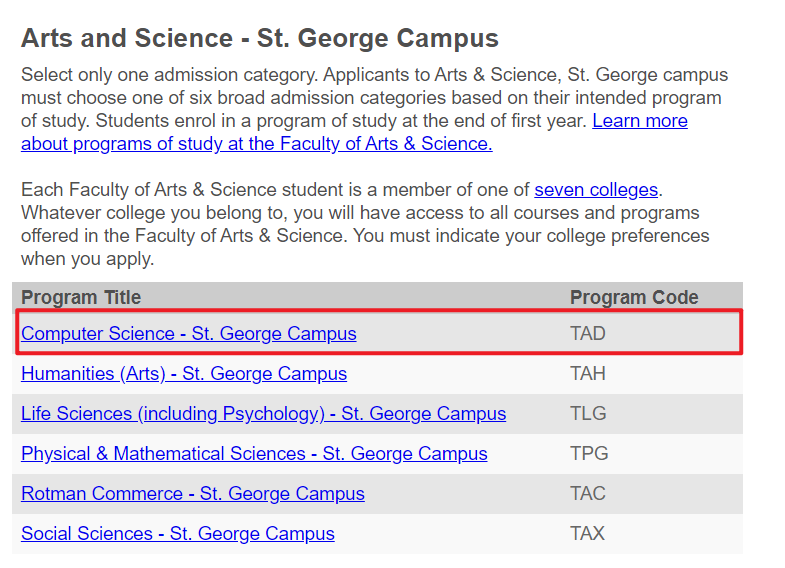 Arts and Science - St. George Campus
Select only one admission category. Applicants to Arts & Science, St. George campus
must choose one of six broad admission categories based on their intended program
of study. Students enrol in a program of study at the end of first year. Learn more
about programs of study at the Faculty of Arts & Science.
Each Faculty of Arts & Science student is a member of one of seven colleges.
Whatever college you belong to, you will have access to all courses and programs
offered in the Faculty of Arts & Science. You must indicate your college preferences
when you apply.
Program Title Program Code
Computer Science - St. George Campus TAD
Humanities (Arts) - St. George Campus TAH
Life Sciences (including Psychology) - St. George Campus TLG
Physical & Mathematical Sciences - St. George Campus TPG
Rotman Commerce - St. George Campus TAC
Social Sciences - St. George Campus TAX